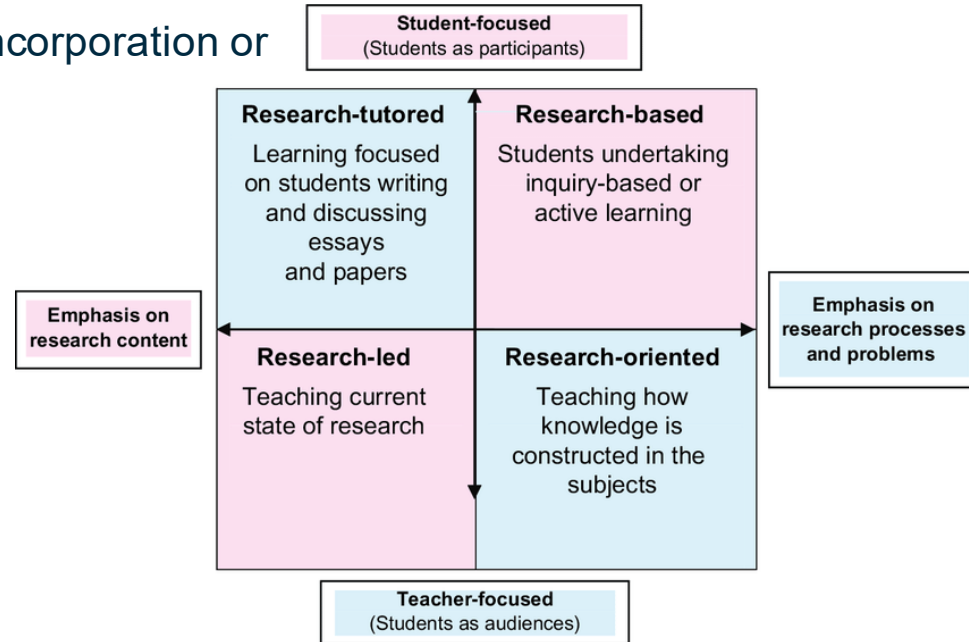 ncorporation or
Student-focused
(Students as participants)
Research-tutored
Learning focused
on students writing
and discussing
essays
and papers
Research-based
Students undertaking
inquiry-based or
active learning
Emphasis on
research content
Emphasis on
research processes
and problems
Research-led
Teaching current
state of research
Research-oriented
Teaching how
knowledge is
constructed in the
subjects
Teacher-focused
(Students as audiences)